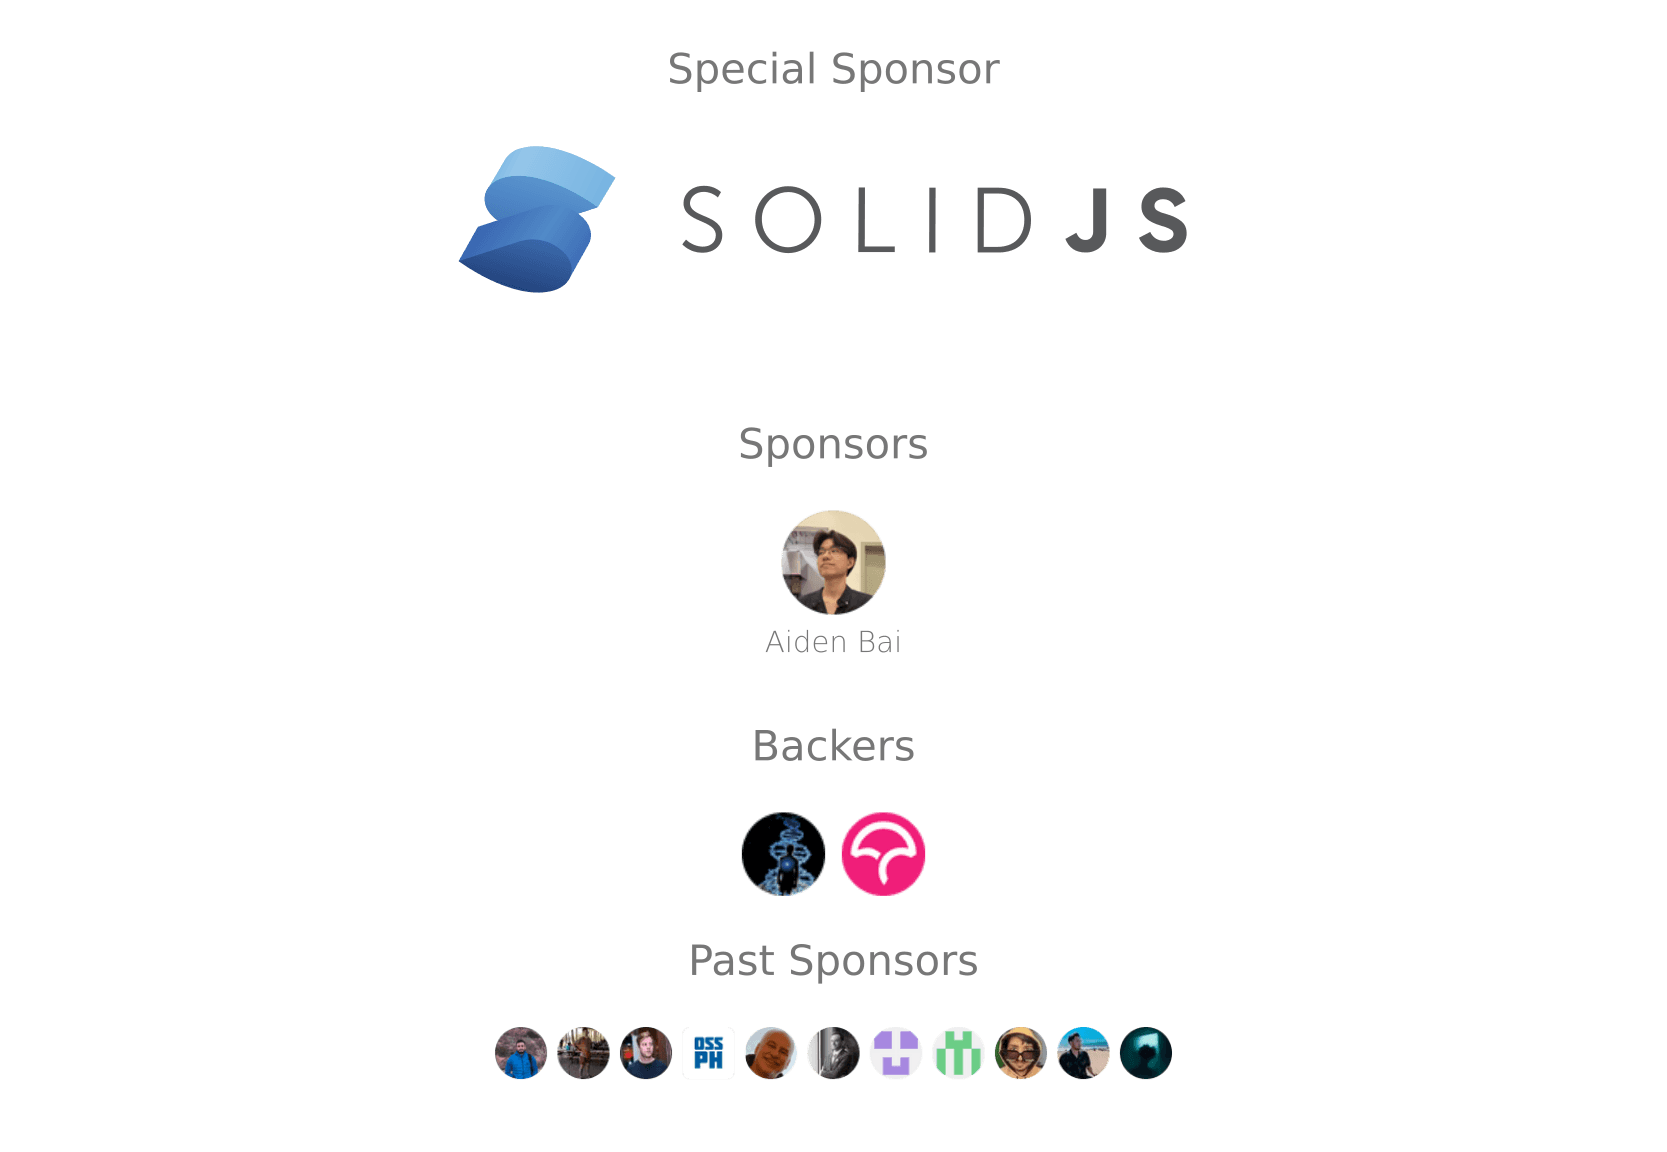 Special Sponsor
SOLIDJS
Sponsors
Aiden Bai
Backers
Past Sponsors
OSS
PH